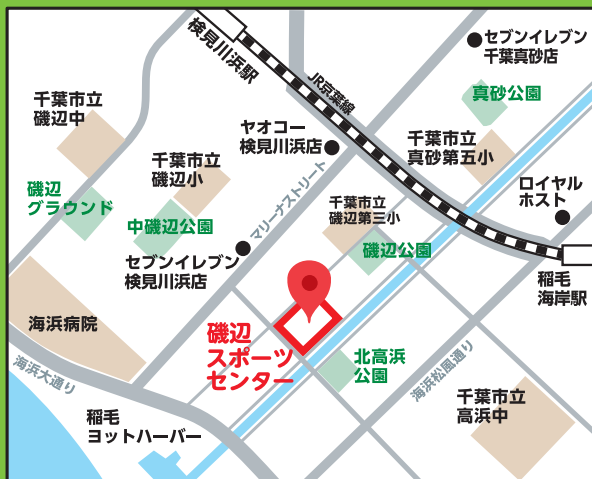 検見川浜駅
JR京葉線
セブンイレブン
千葉真砂店
真砂公園
千葉市立
磯辺中
ヤオコー
検見川浜店
千葉市立
真砂第五小
千葉市立
磯辺小
マリーナストリート
ロイヤル
ホスト
磯辺
グラウンド
中磯辺公園
千葉市立
磯辺第三小
磯辺公園
セブンイレブン
検見川浜店
稲毛
海岸駅
海浜病院
磯辺
スポーツ
センター
北高浜
公園
海浜松風通り
海浜大通り
千葉市立
高浜中
稲毛
ヨットハーバー